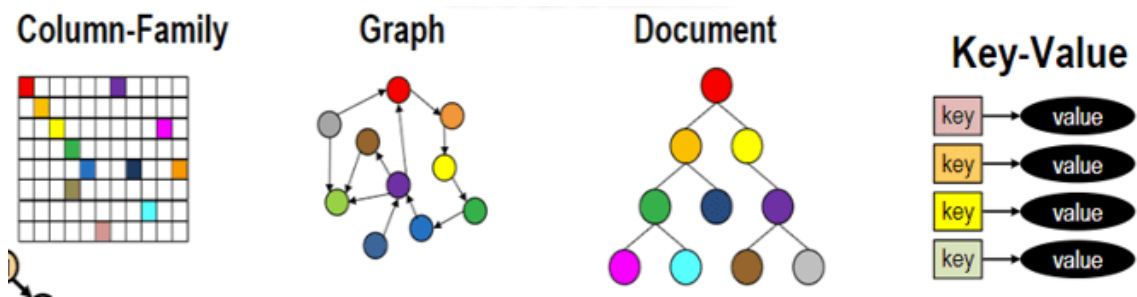 Column-Family
Graph
Document
Key-Value
key value
key value
key value
key value